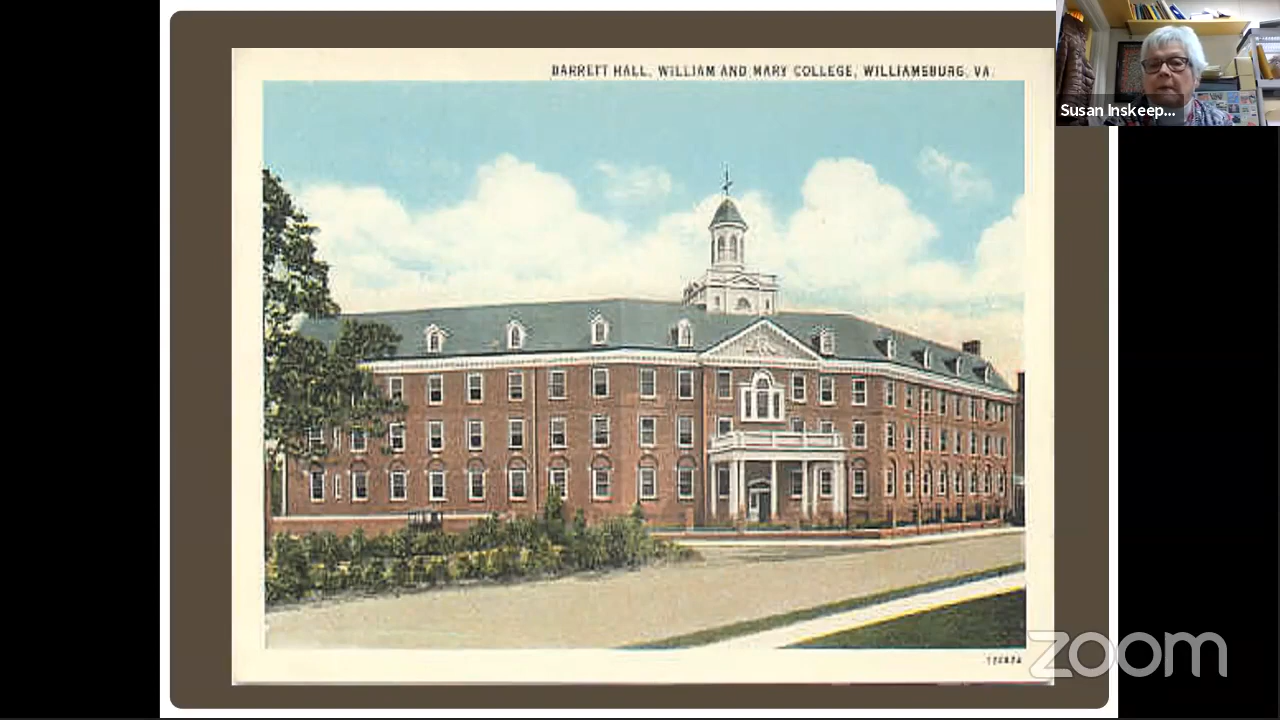 BARRETT HALL, WILLIAM AND MARY COLLEGE, WILLIAMSBURG, VA.
Susan Inskeep...
zoom